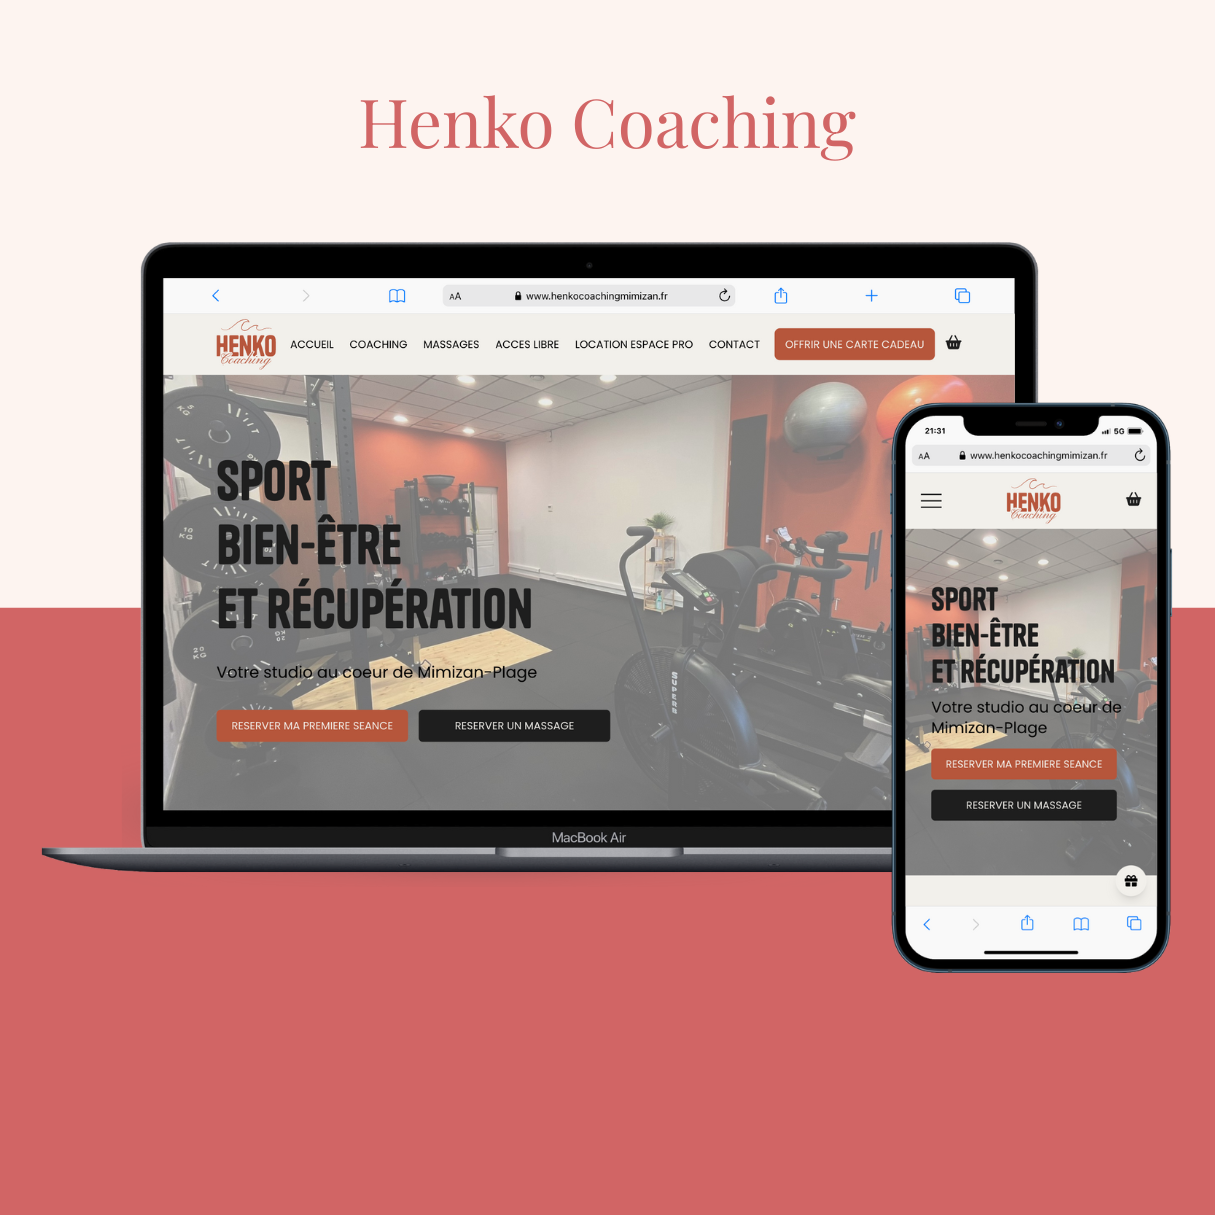 Henko Coaching
AA
www.henkocoachingmimizan.fr
HENKO
Coaching
ACCUEIL COACHING MASSAGES ACCES LIBRE LOCATION ESPACE PRO CONTACT OFFRIR UNE CARTE CADEAU
SPORT
BIEN-ÊTRE
ET RÉCUPÉRATION
Votre studio au coeur de Mimizan-Plage
RESERVER MA PREMIERE SEANCE RESERVER UN MASSAGE
MacBook Air
21:31 5G
AA www.henkocoachingmimizan.fr
HENKO
Coaching
SPORT
BIEN-ÊTRE
ET RÉCUPÉRATION
Votre studio au coeur de
Mimizan-Plage
RESERVER MA PREMIERE SEANCE
RESERVER UN MASSAGE